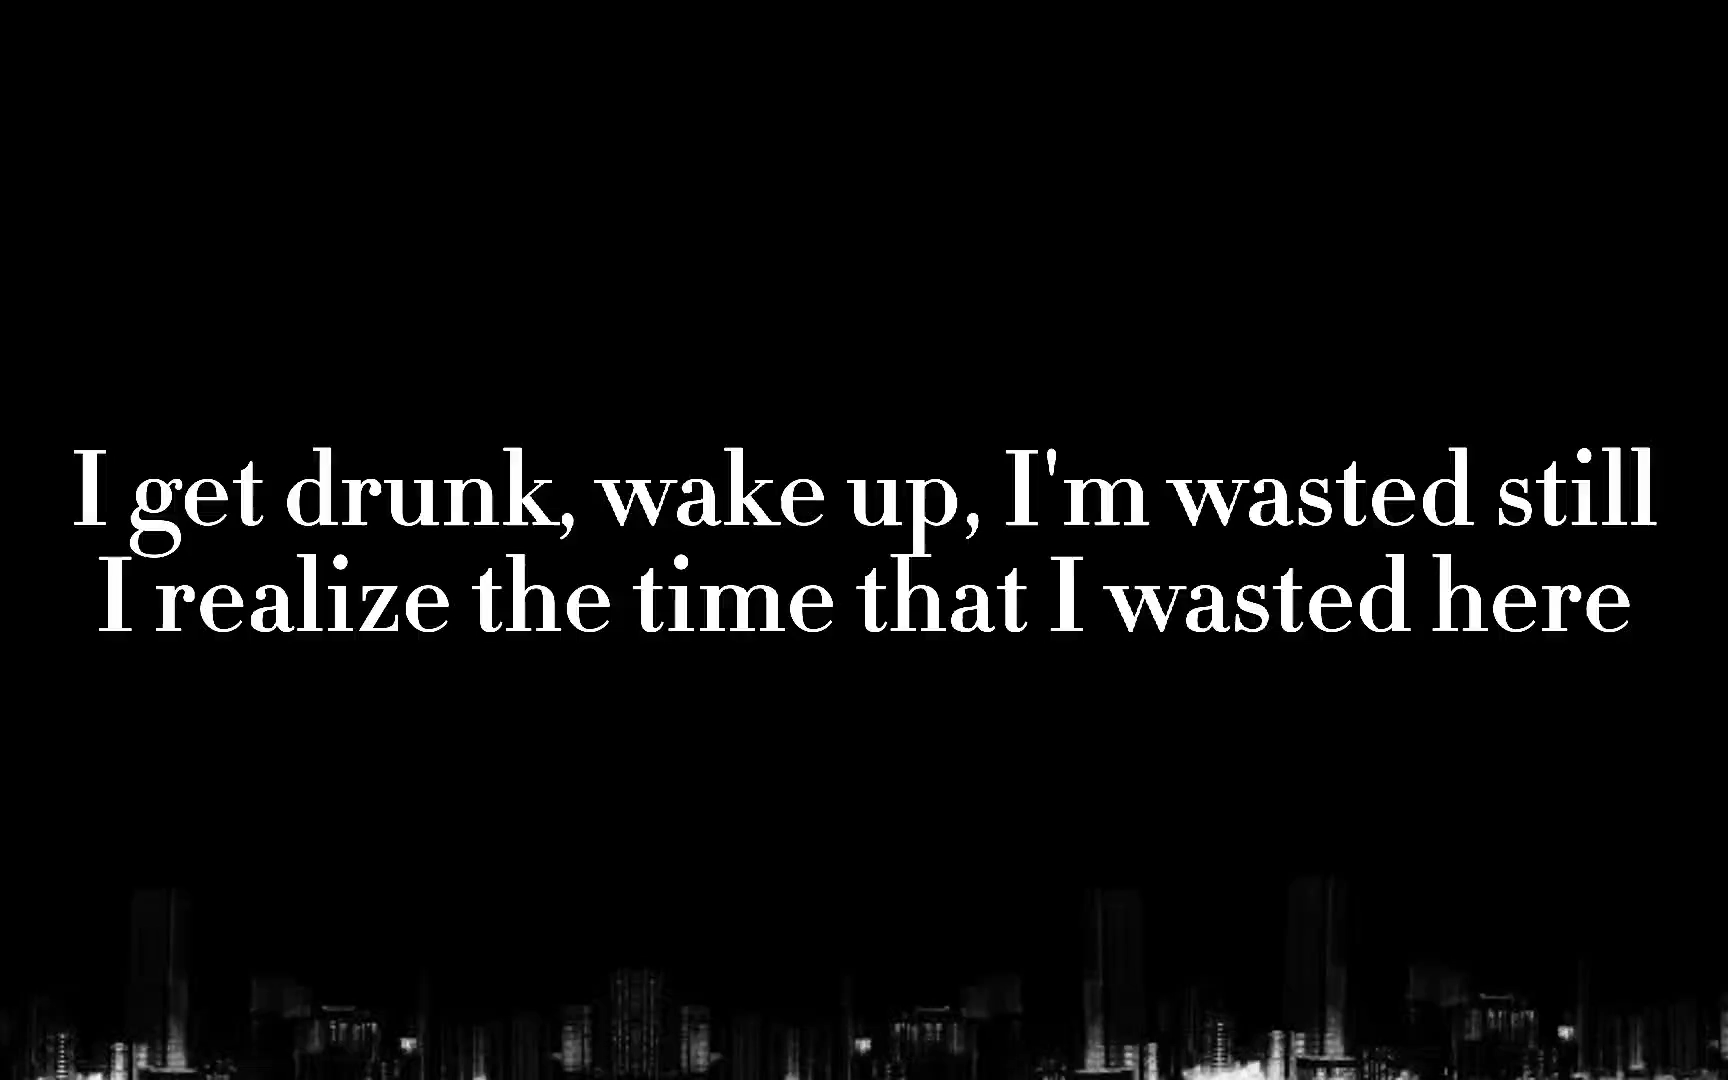 I get drunk, wake up, I'm wasted still
I realize the time that I wasted here